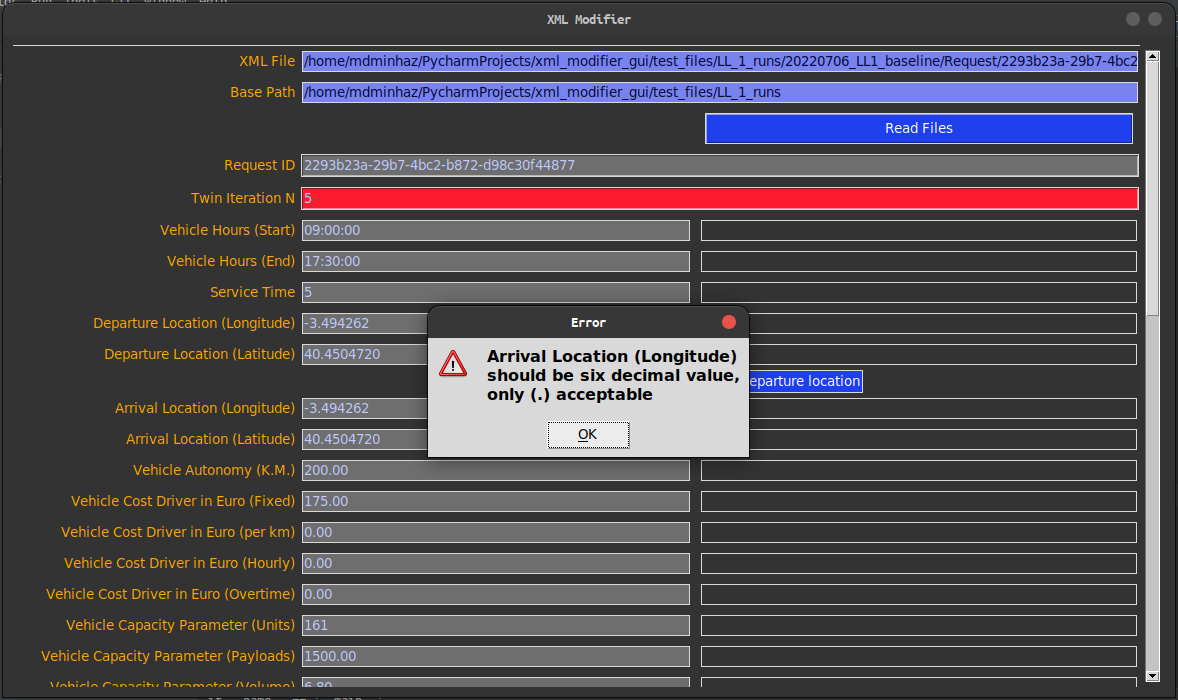 XML Modifier
XML File /home/mdminhaz/PycharmProjects/xml_modifier_gui/test_files/LL_1_runs/20220706_LL1_baseline/Request/2293b23a-29b7-4bc2
Base Path /home/mdminhaz/PycharmProjects/xml_modifier_gui/test_files/LL_1_runs
Read Files
Request ID 2293b23a-29b7-4bc2-b872-d98c30f44877
Twin Iteration N 5
Vehicle Hours (Start) 09:00:00
Vehicle Hours (End) 17:30:00
Service Time 5
Departure Location (Longitude) -3.494262
Departure Location (Latitude) 40.4504720
eparture location
Arrival Location (Longitude) -3.494262
Arrival Location (Latitude) 40.4504720
Vehicle Autonomy (K.M.) 200.00
Vehicle Cost Driver in Euro (Fixed) 175.00
Vehicle Cost Driver in Euro (per km) 0.00
Vehicle Cost Driver in Euro (Hourly) 0.00
Vehicle Cost Driver in Euro (Overtime) 0.00
Vehicle Capacity Parameter (Units) 161
Vehicle Capacity Parameter (Payloads) 1500.00
Vehicle Capacity Parameter (Volume) 6.80
Error
Arrival Location (Longitude)
should be six decimal value,
only (.) acceptable
OK